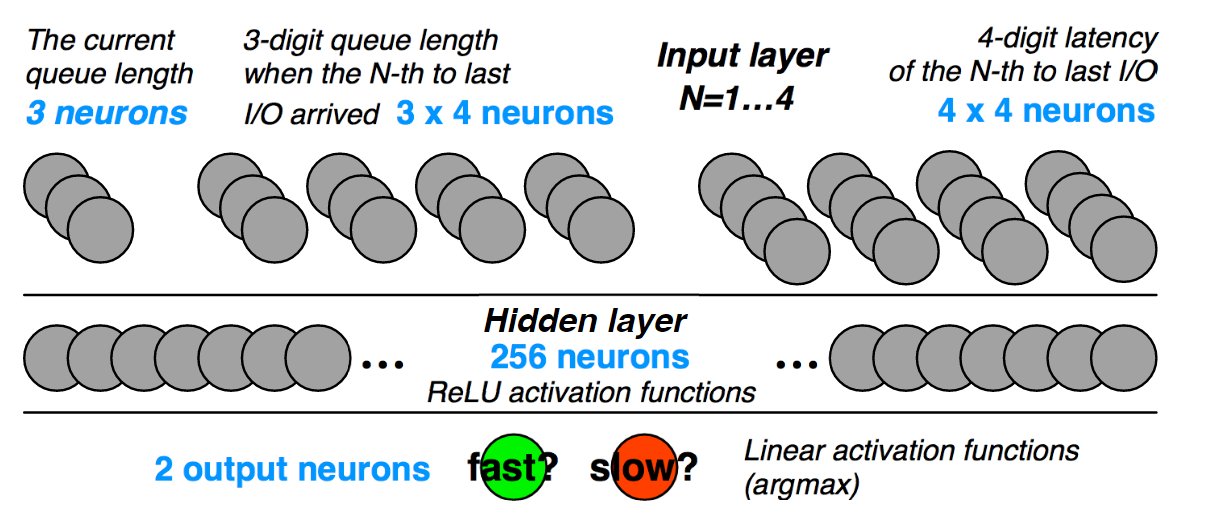 The current
queue length
3 neurons
3-digit queue length
when the N-th to last
I/O arrived 3 x 4 neurons
Input layer
N=1…4
4-digit latency
of the N-th to last I/O
4 x 4 neurons
Hidden layer
... 256 neurons ...
ReLU activation functions
2 output neurons fast? slow?
Linear activation functions
(argmax)